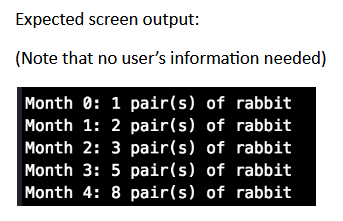 Expected screen output:
(Note that no user’s information needed)
Month 0: 1 pair(s) of rabbit
Month 1: 2 pair(s) of rabbit
Month 2: 3 pair(s) of rabbit
Month 3: 5 pair(s) of rabbit
Month 4: 8 pair(s) of rabbit